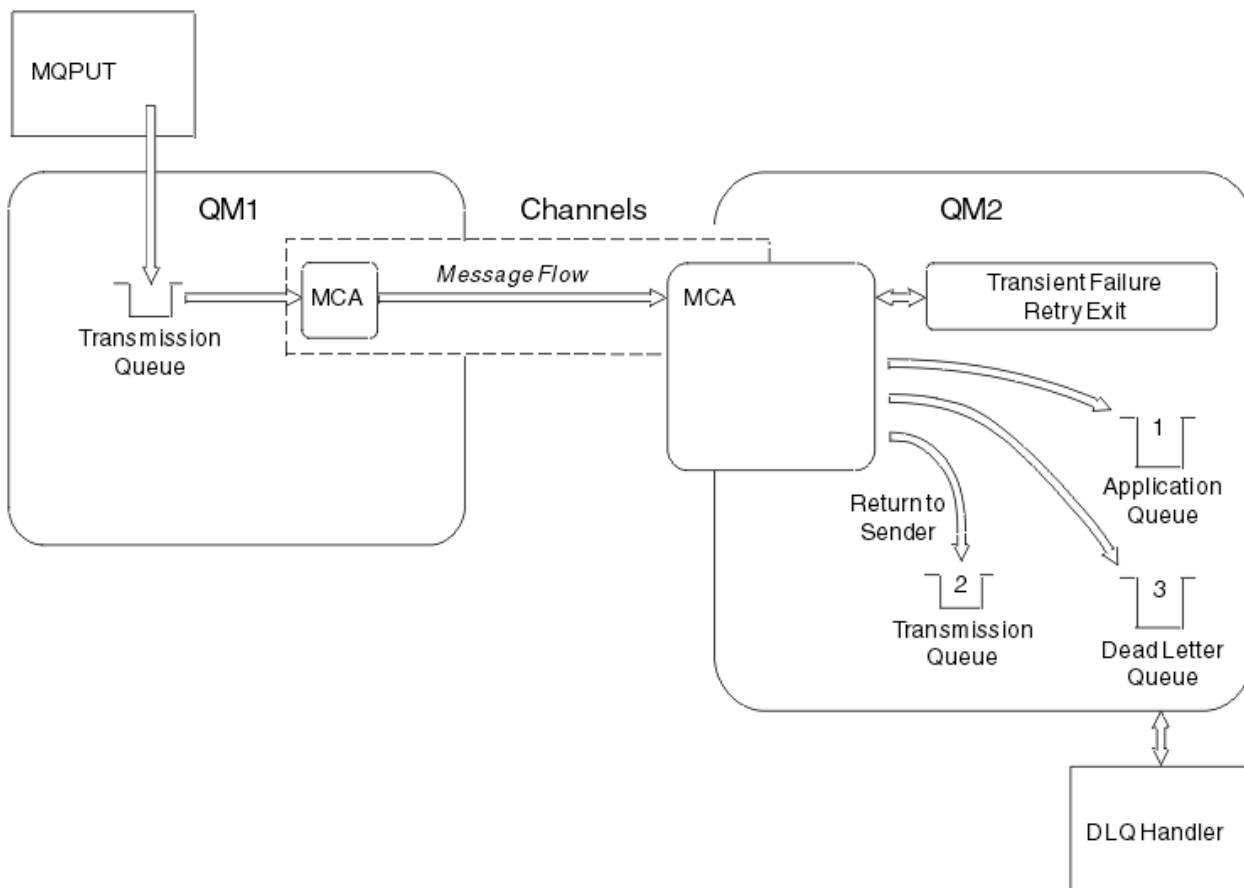 MQPUT
QM1
Channels
QM2
Message Flow
MCA
MCA
Transient Failure
Retry Exit
Transmission
Queue
1
Application
Queue
Return to
Sender
2
Transmission
Queue
3
Dead Letter
Queue
DLQ Handler